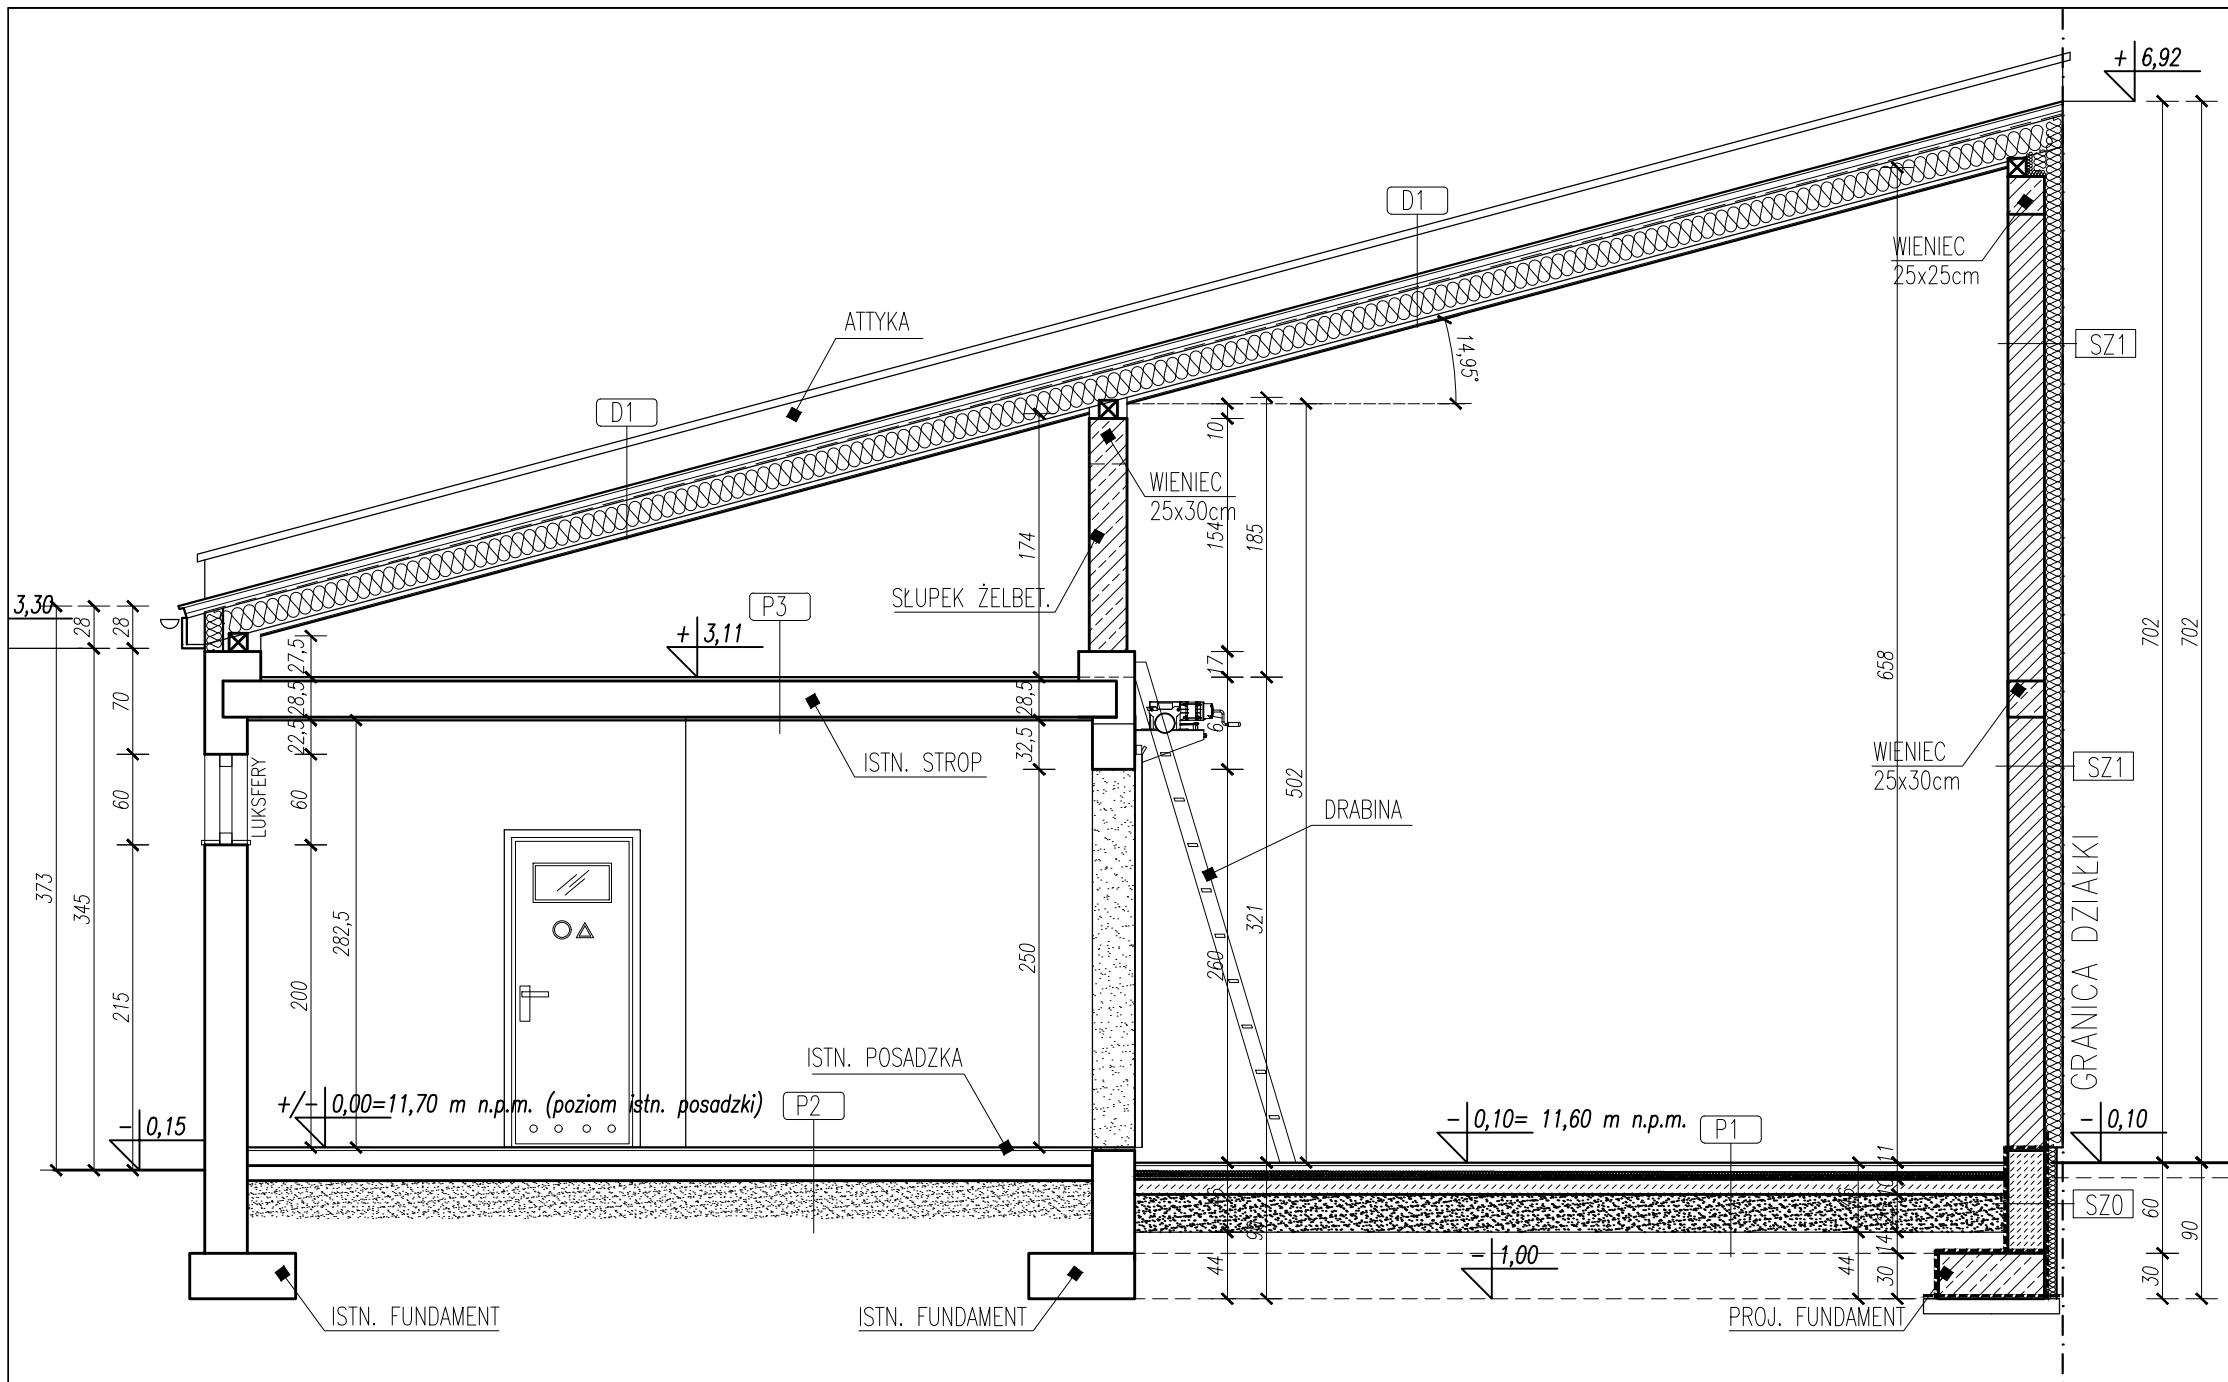 + 6,92
D1
WIENIEC
25x25cm
ATTYKA
SZ1
14,95°
D1
10
WIENIEC
25x30cm
154
185
174
658
702
702
SŁUPEK ŻELBET.
P3
3,30
28
28
+ 3,11
27,5
17
70
28,5
28,5
22,5
32,5
9
ISTN. STROP
WIENIEC
25x30cm
SZ1
502
60
LUKSFERY
60
DRABINA
GRANICA DZIAŁKI
373
345
282,5
321
250
260
215
200
ISTN. POSADZKA
+/- 0,00=11,70 m n.p.m. (poziom istn. posadzki)
P2
- 0,15
- 0,10= 11,60 m n.p.m.
P1
- 0,10
11
SZ0
60
90
14
- 1,00
44
44
30
30
ISTN. FUNDAMENT
ISTN. FUNDAMENT
PROJ. FUNDAMENT